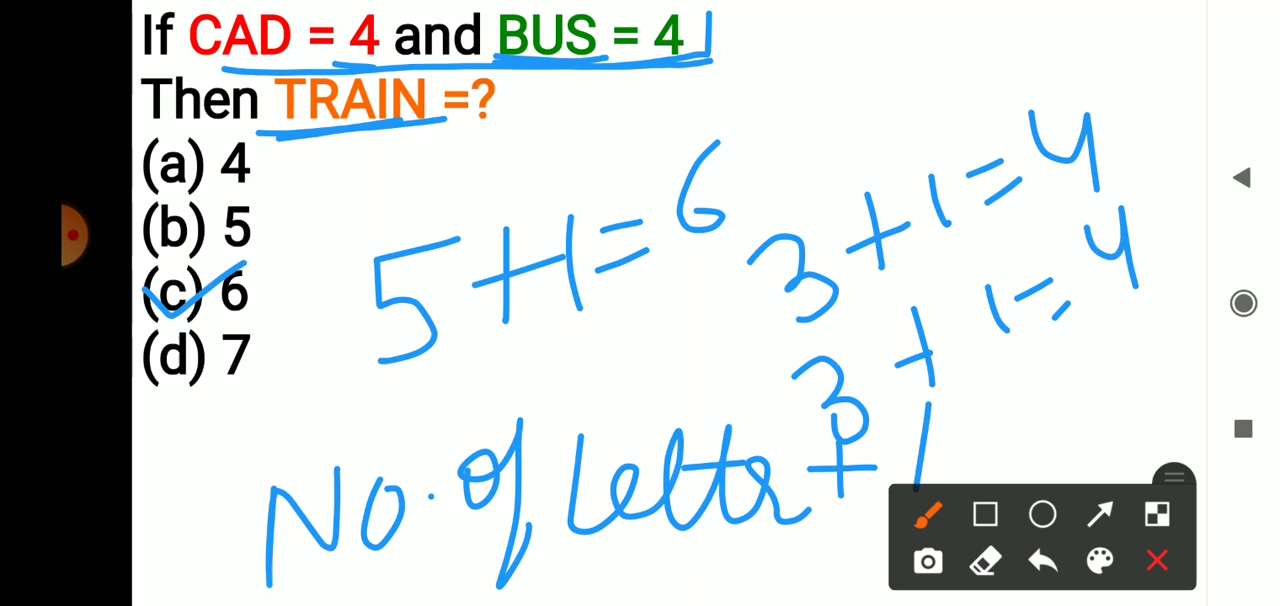 If CAD = 4 and BUS = 4
Then TRAIN =?
(a) 4
(b) 5
(c) 6
(d) 7
5+1=6
3+1=4
3+1=4
No. of letter + 1